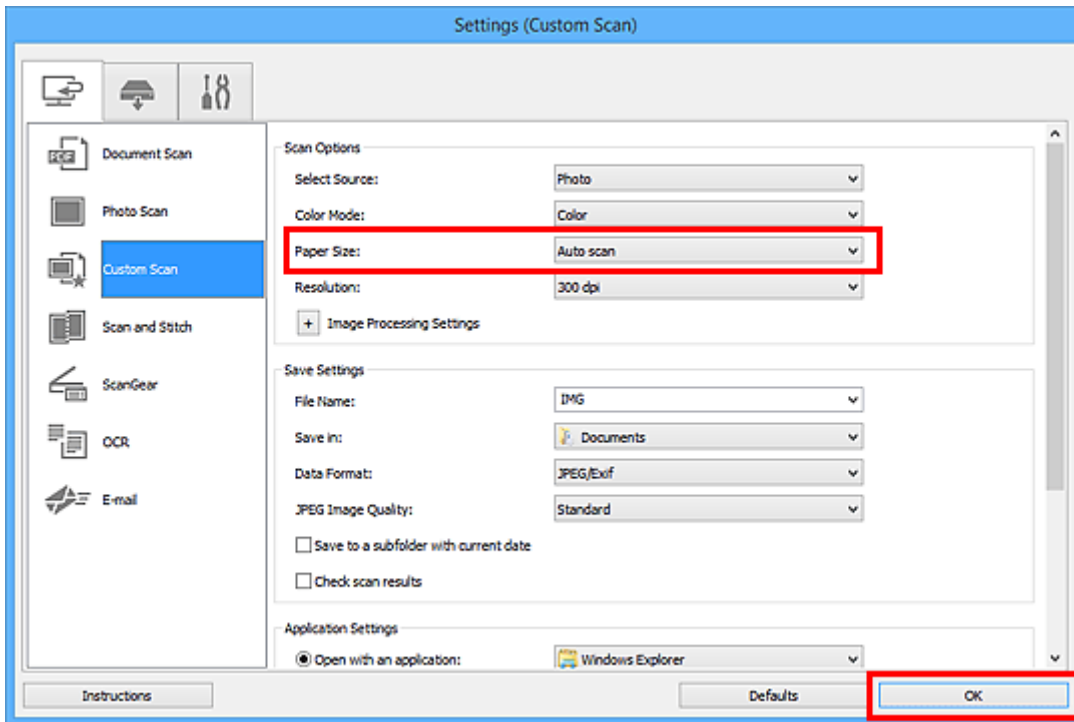 Settings (Custom Scan)
Document Scan
Photo Scan
Custom Scan
Scan and Stitch
ScanGear
OCR
E-mail
Scan Options
Select Source: Photo
Color Mode: Color
Paper Size: Auto scan
Resolution: 300 dpi
+ Image Processing Settings
Save Settings
File Name: IMG
Save in: Documents
Data Format: JPEG/Exif
JPEG Image Quality: Standard
Save to a subfolder with current date
Check scan results
Application Settings
Open with an application: Windows Explorer
Instructions Defaults OK